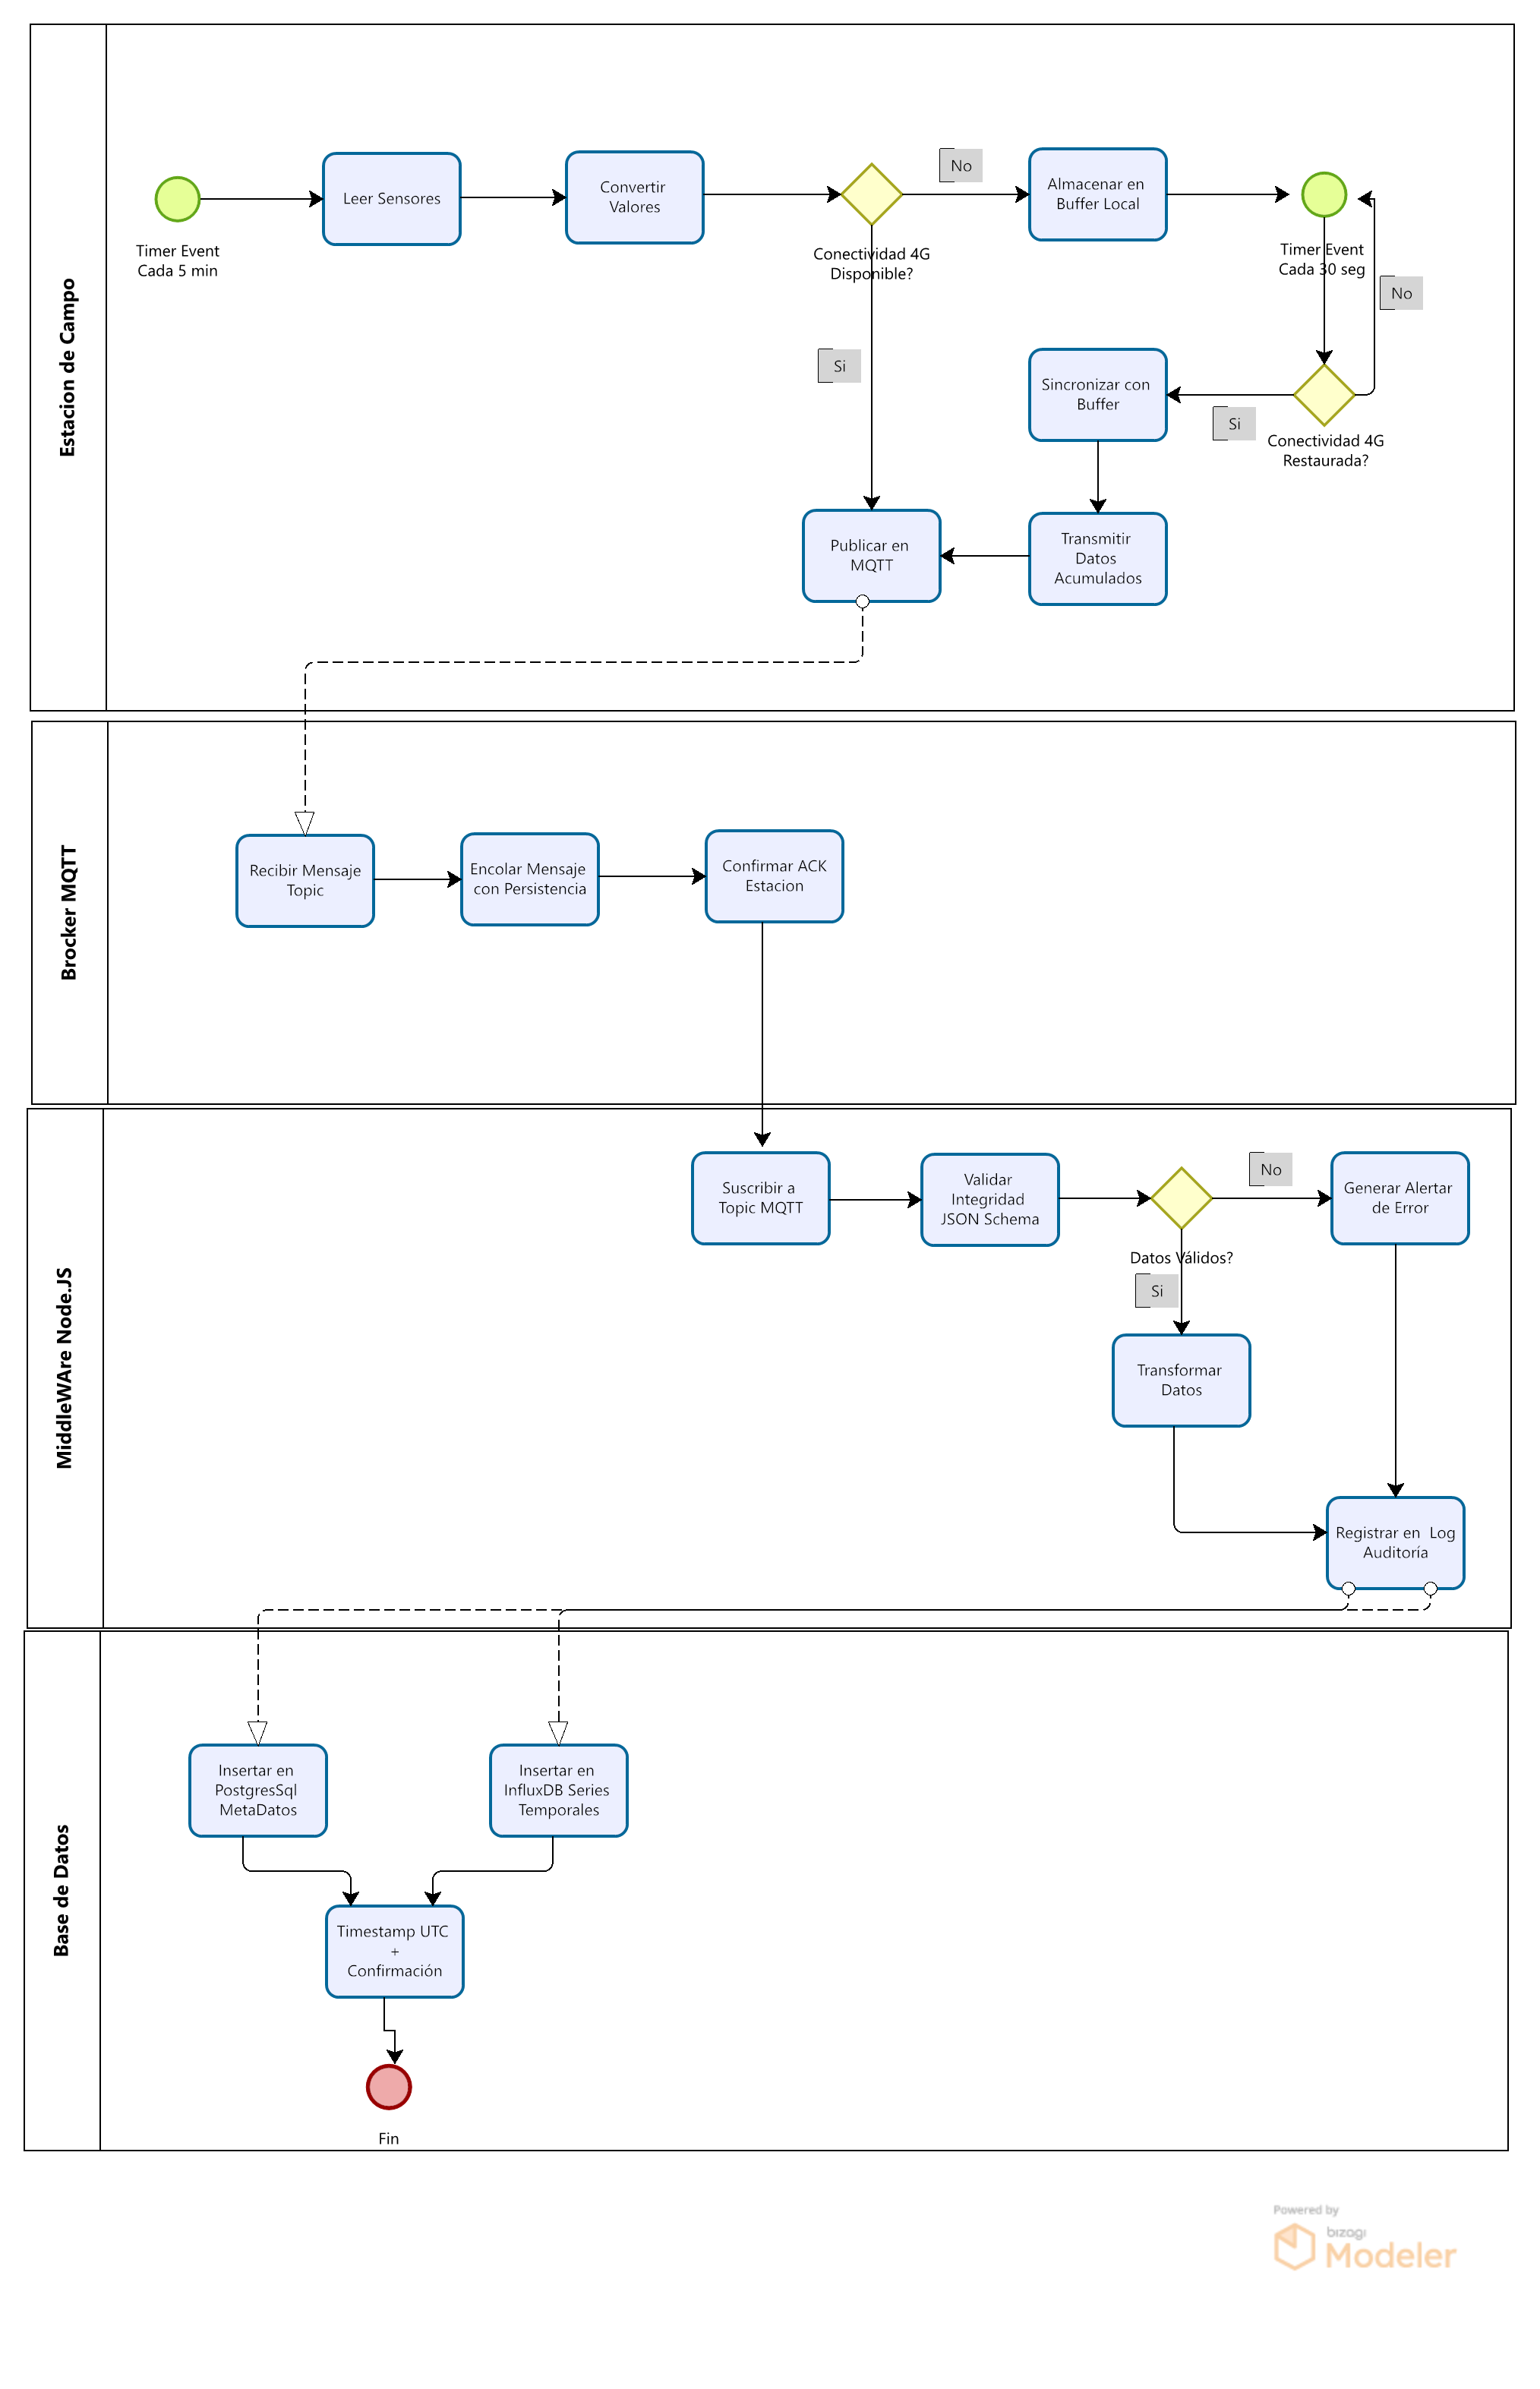 Estacion de Campo
Timer Event
Cada 5 min
Leer Sensores
Convertir
Valores
Conectividad 4G
Disponible?
No
Almacenar en
Buffer Local
Timer Event
Cada 30 seg
No
Si
Sincronizar con
Buffer
Si
Conectividad 4G
Restaurada?
Publicar en
MQTT
Transmitir
Datos
Acumulados
Brocker MQTT
Recibir Mensaje
Topic
Encolar Mensaje
con Persistencia
Confirmar ACK
Estacion
MiddleWAre Node.JS
Suscribir a
Topic MQTT
Validar
Integridad
JSON Schema
Datos Válidos?
No
Generar Alertar
de Error
Si
Transformar
Datos
Registrar en Log
Auditoría
Base de Datos
Insertar en
PostgresSql
MetaDatos
Insertar en
InfluxDB Series
Temporales
Timestamp UTC
+
Confirmación
Fin
Powered by
bizagi
Modeler